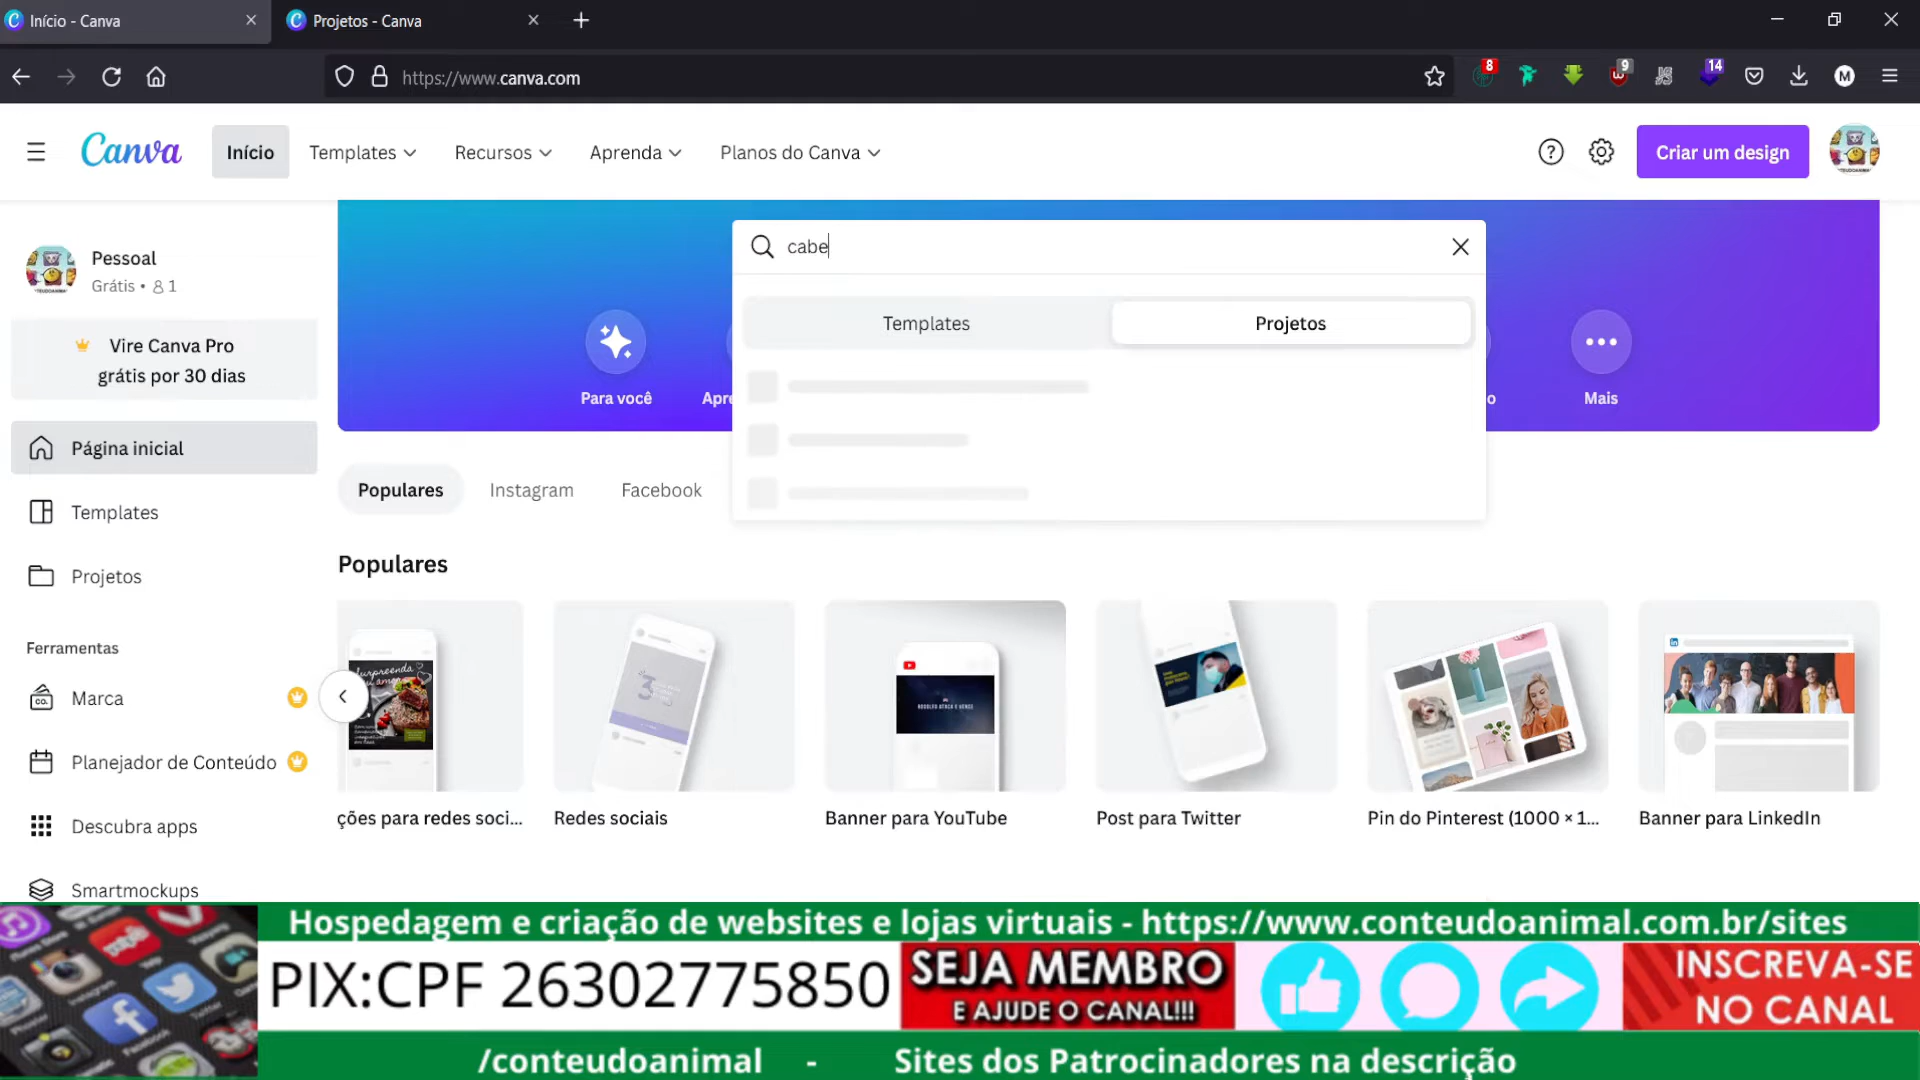 Início - Canva
Projetos - Canva
https://www.canva.com
8
9
14
M
Canva
Início
Templates
Recursos
Aprenda
Planos do Canva
Criar um design
Pessoal
Grátis • 1
Vire Canva Pro
grátis por 30 dias
cabe
Templates
Projetos
Para você
Apre
o
Mais
Página inicial
Templates
Projetos
Ferramentas
Marca
Planejador de Conteúdo
Descubra apps
Smartmockups
Populares
Instagram
Facebook
Populares
ções para redes soci...
Redes sociais
Banner para YouTube
Post para Twitter
Pin do Pinterest (1000 × 1...
Banner para LinkedIn
Hospedagem e criação de websites e lojas virtuais - https://www.conteudoanimal.com.br/sites
PIX:CPF 26302775850
SEJA MEMBRO
E AJUDE O CANAL!!!
INSCREVA-SE
NO CANAL
/conteudoanimal - Sites dos Patrocinadores na descrição